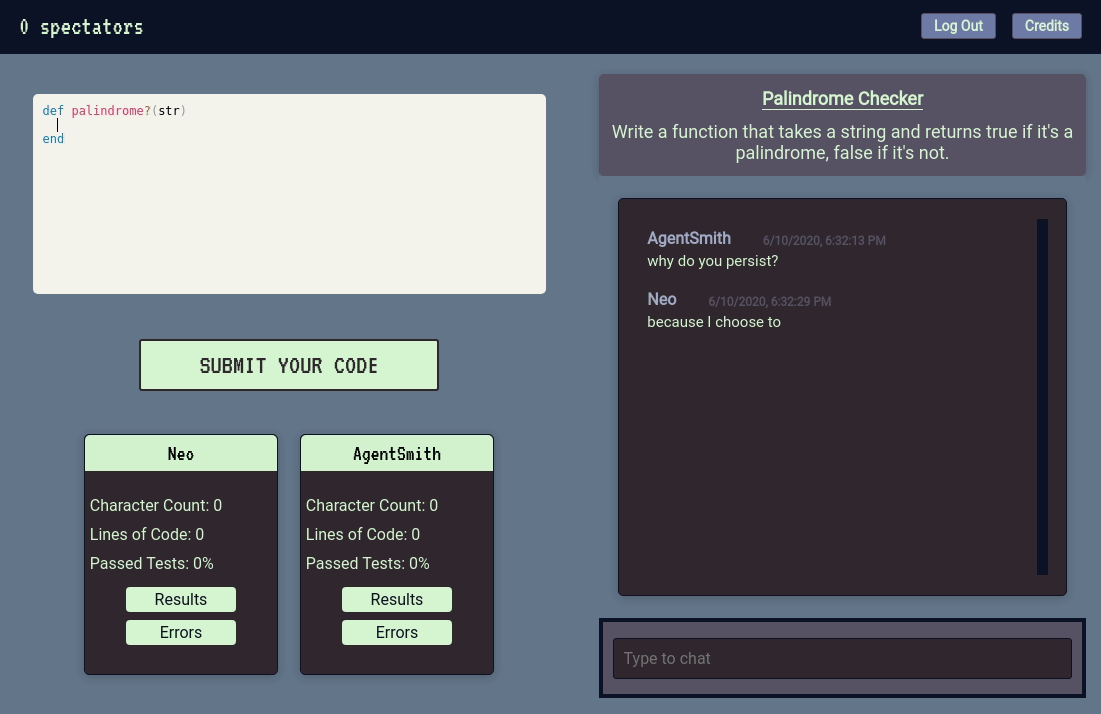 0 spectators
Log Out
Credits
def palindrome?(str)
end
SUBMIT YOUR CODE
Neo
Character Count: 0
Lines of Code: 0
Passed Tests: 0%
Results
Errors
AgentSmith
Character Count: 0
Lines of Code: 0
Passed Tests: 0%
Results
Errors
Palindrome Checker
Write a function that takes a string and returns true if it's a
palindrome, false if it's not.
AgentSmith 6/10/2020, 6:32:13 PM
why do you persist?
Neo 6/10/2020, 6:32:29 PM
because I choose to
Type to chat